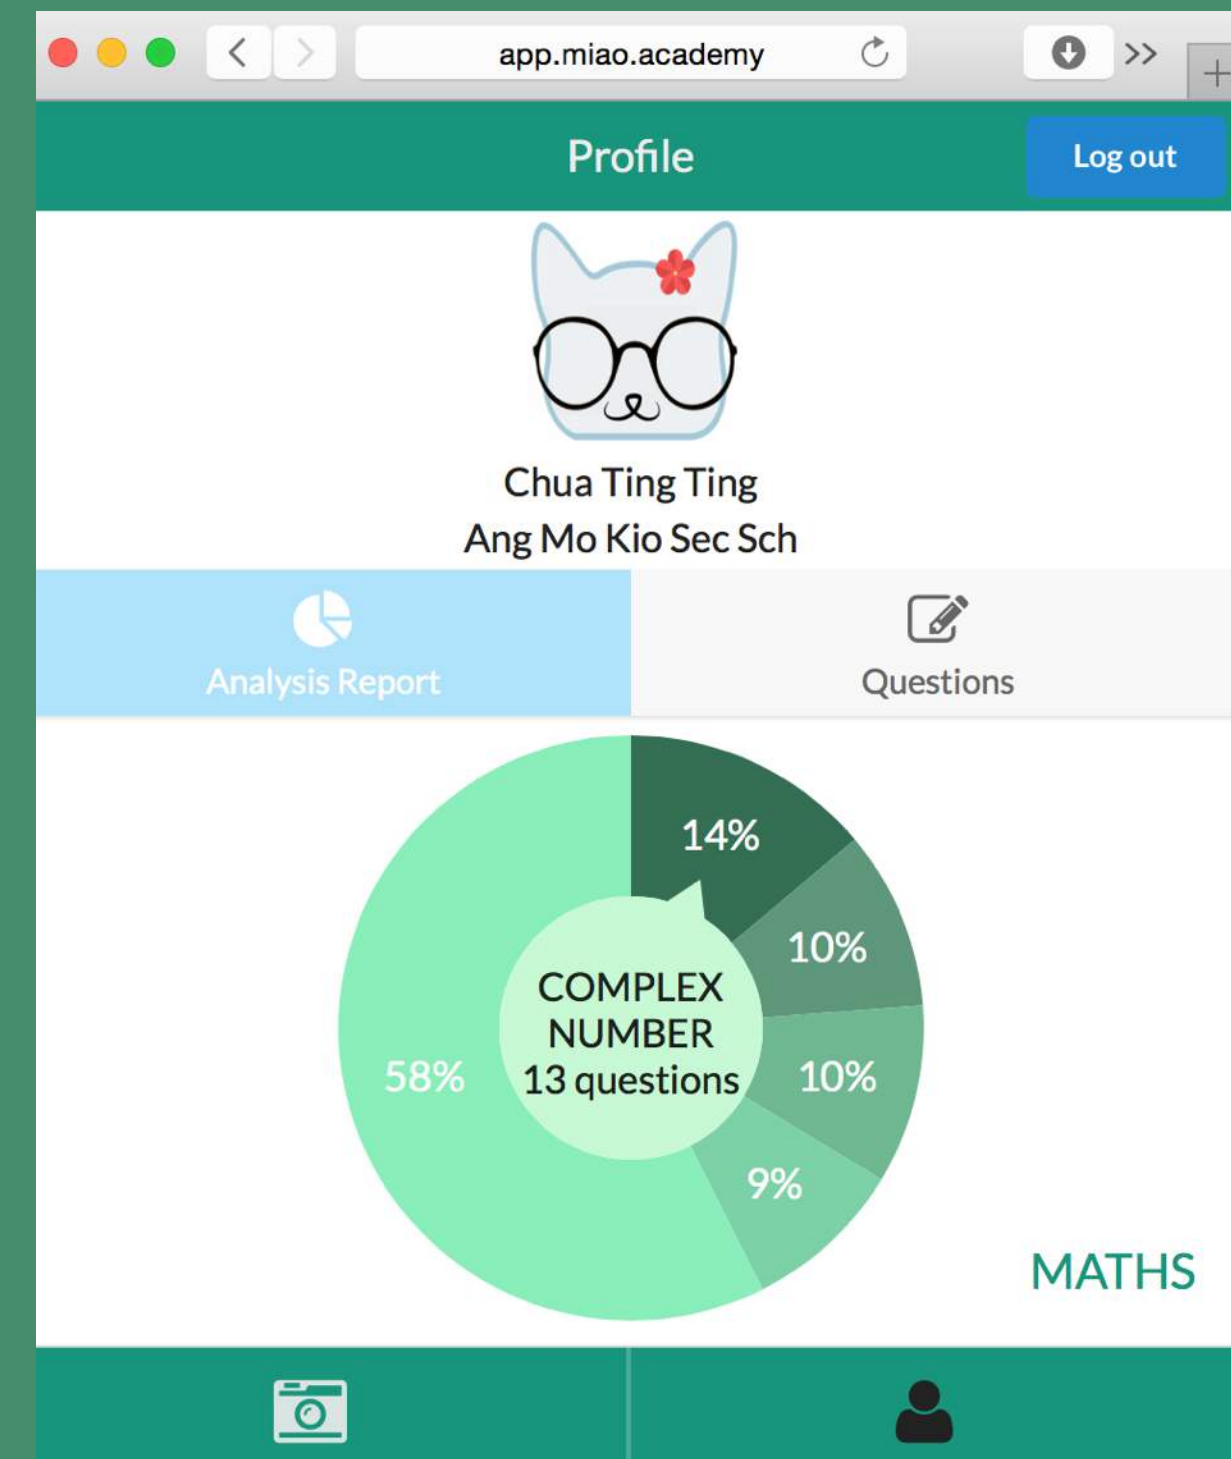 app.miao.academy
>>
+
Profile
Log out
Chua Ting Ting
Ang Mo Kio Sec Sch
Analysis Report
Questions
14%
10%
COMPLEX
NUMBER
13 questions
58%
10%
9%
MATHS